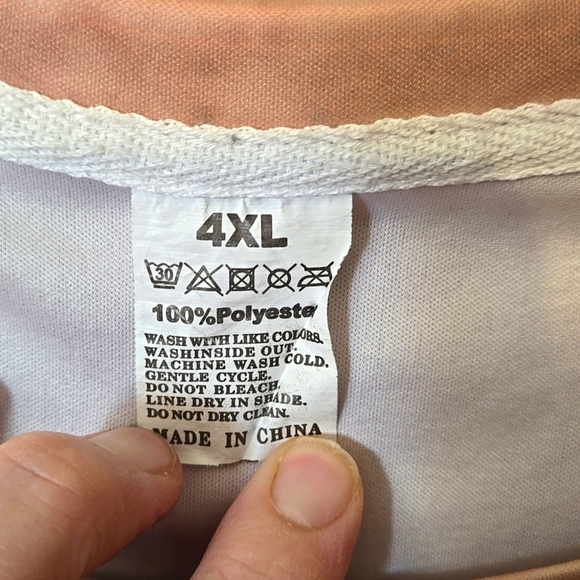 4XL
30
100%Polyester
WASH WITH LIKE COLORS.
WASHINSIDE OUT.
MACHINE WASH COLD.
GENTLE CYCLE.
DO NOT BLEACH.
LINE DRY IN SHADE.
DO NOT DRY CLEAN.
MADE IN CHINA